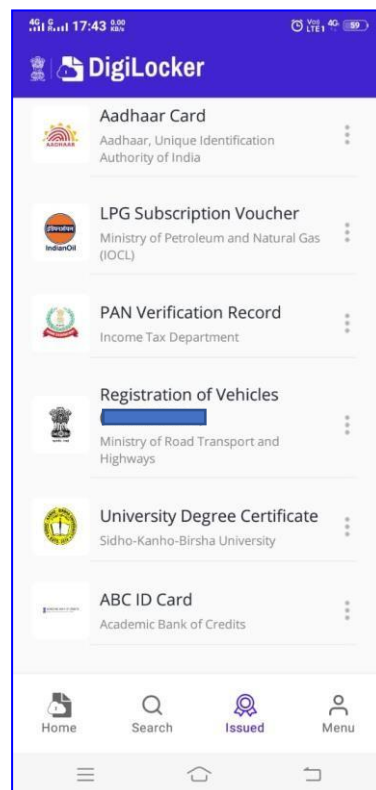 17:43
DigiLocker
Aadhaar Card
Aadhaar, Unique Identification
Authority of India
AADHAAR
LPG Subscription Voucher
Ministry of Petroleum and Natural Gas
(IOCL)
IndianOil
PAN Verification Record
Income Tax Department
Registration of Vehicles
Ministry of Road Transport and
Highways
University Degree Certificate
Sidho-Kanho-Birsha University
ABC ID Card
Academic Bank of Credits
Home Search Issued Menu